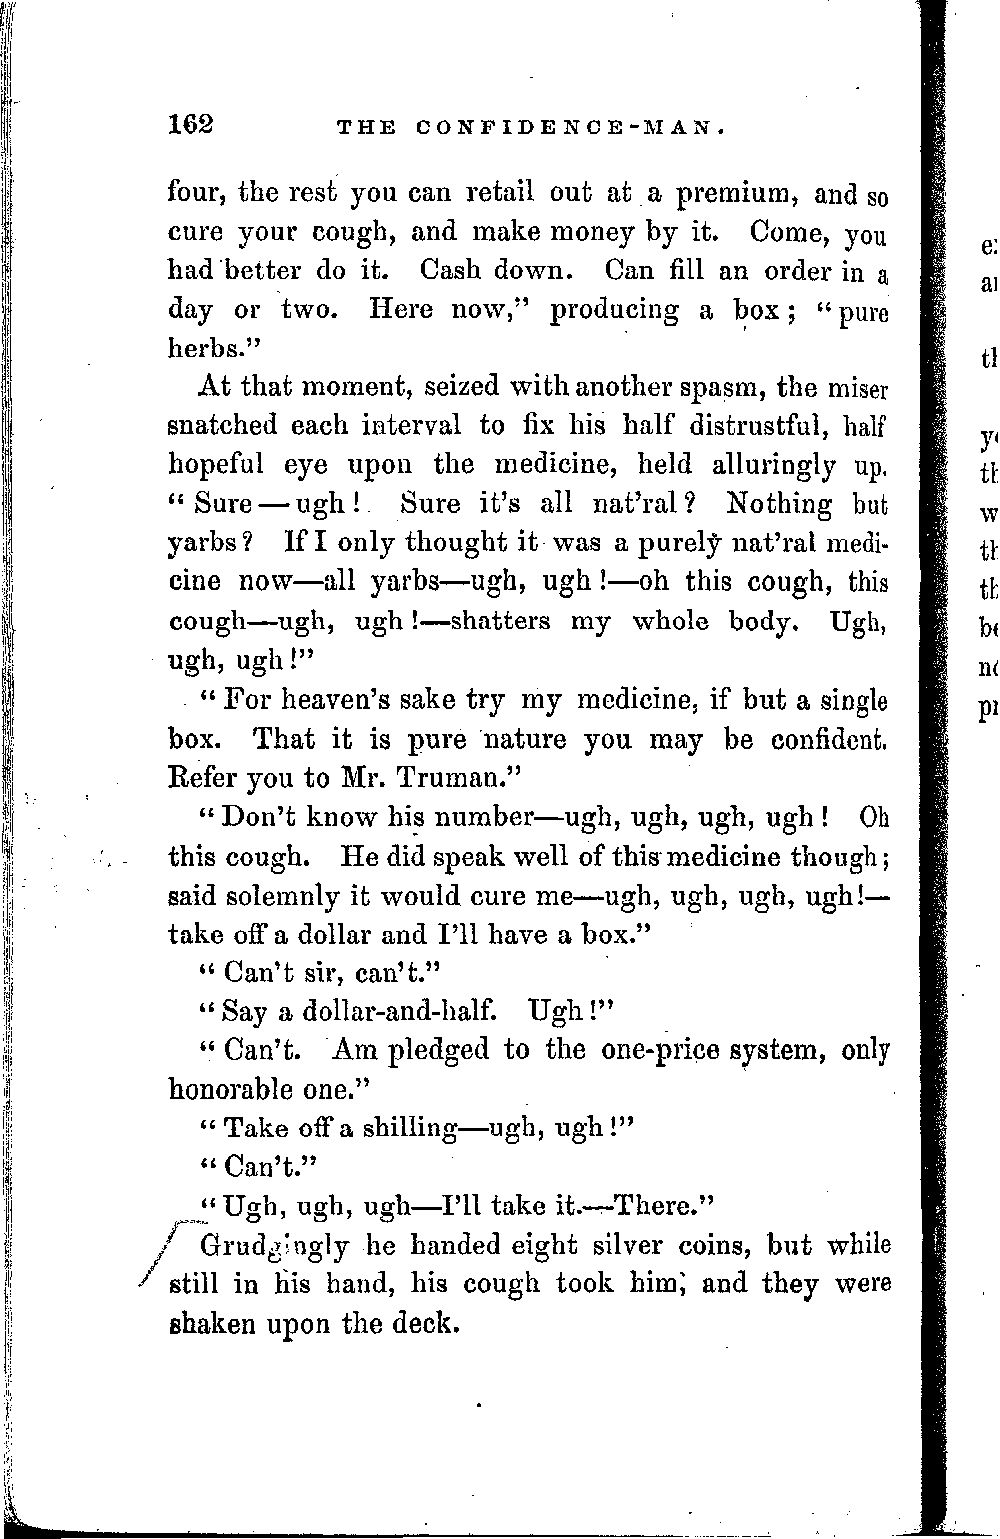 162 THE CONFIDENCE-MAN.
four, the rest you can retail out at a premium, and so
cure your cough, and make money by it. Come, you
had better do it. Cash down. Can fill an order in a
day or two. Here now,” producing a box; “pure
herbs.”
At that moment, seized with another spasm, the miser
snatched each interval to fix his half distrustful, half
hopeful eye upon the medicine, held alluringly up.
“Sure—ugh! Sure it’s all nat’ral? Nothing but
yarbs? If I only thought it was a purely nat’ral medi-
cine now—all yarbs—ugh, ugh!—oh this cough, this
cough—ugh, ugh!—shatters my whole body. Ugh,
ugh, ugh!”
“For heaven’s sake try my medicine, if but a single
box. That it is pure nature you may be confident.
Refer you to Mr. Truman.”
“Don’t know his number—ugh, ugh, ugh, ugh! Oh
this cough. He did speak well of this medicine though;
said solemnly it would cure me—ugh, ugh, ugh, ugh!—
take off a dollar and I’ll have a box.”
“Can’t sir, can’t.”
“Say a dollar-and-half. Ugh!”
“Can’t. Am pledged to the one-price system, only
honorable one.”
“Take off a shilling—ugh, ugh!”
“Can’t.”
“Ugh, ugh, ugh—I’ll take it.—There.”
Grudgingly he handed eight silver coins, but while
still in his hand, his cough took him, and they were
shaken upon the deck.